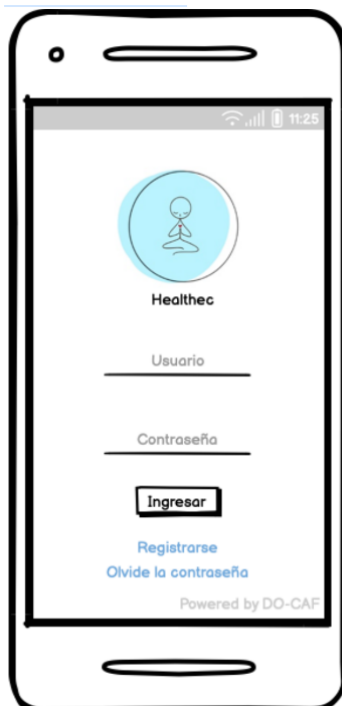 11:25
Healthec
Usuario
Contraseña
Ingresar
Registrarse
Olvide la contraseña
Powered by DO-CAF